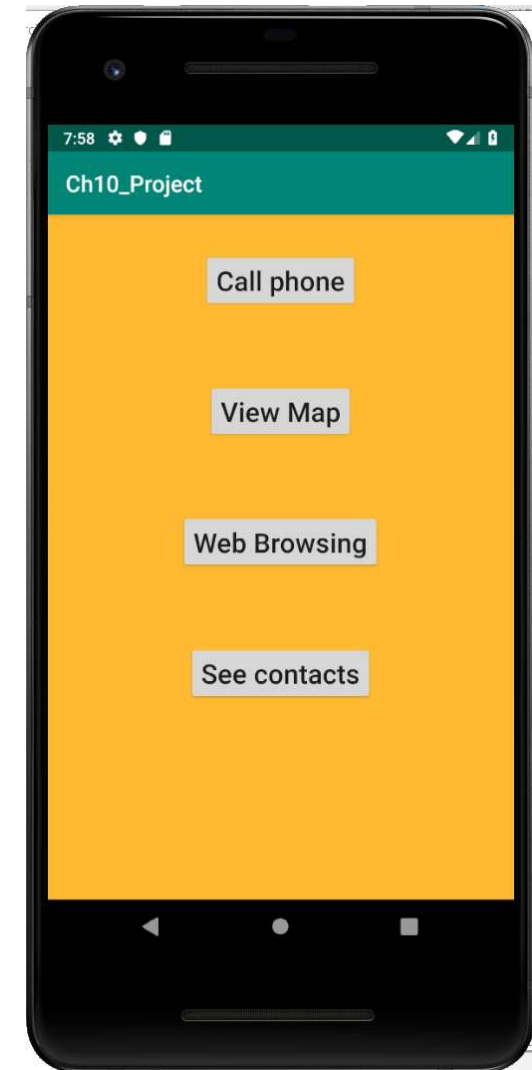 7:58
Ch10_Project
Call phone
View Map
Web Browsing
See contacts